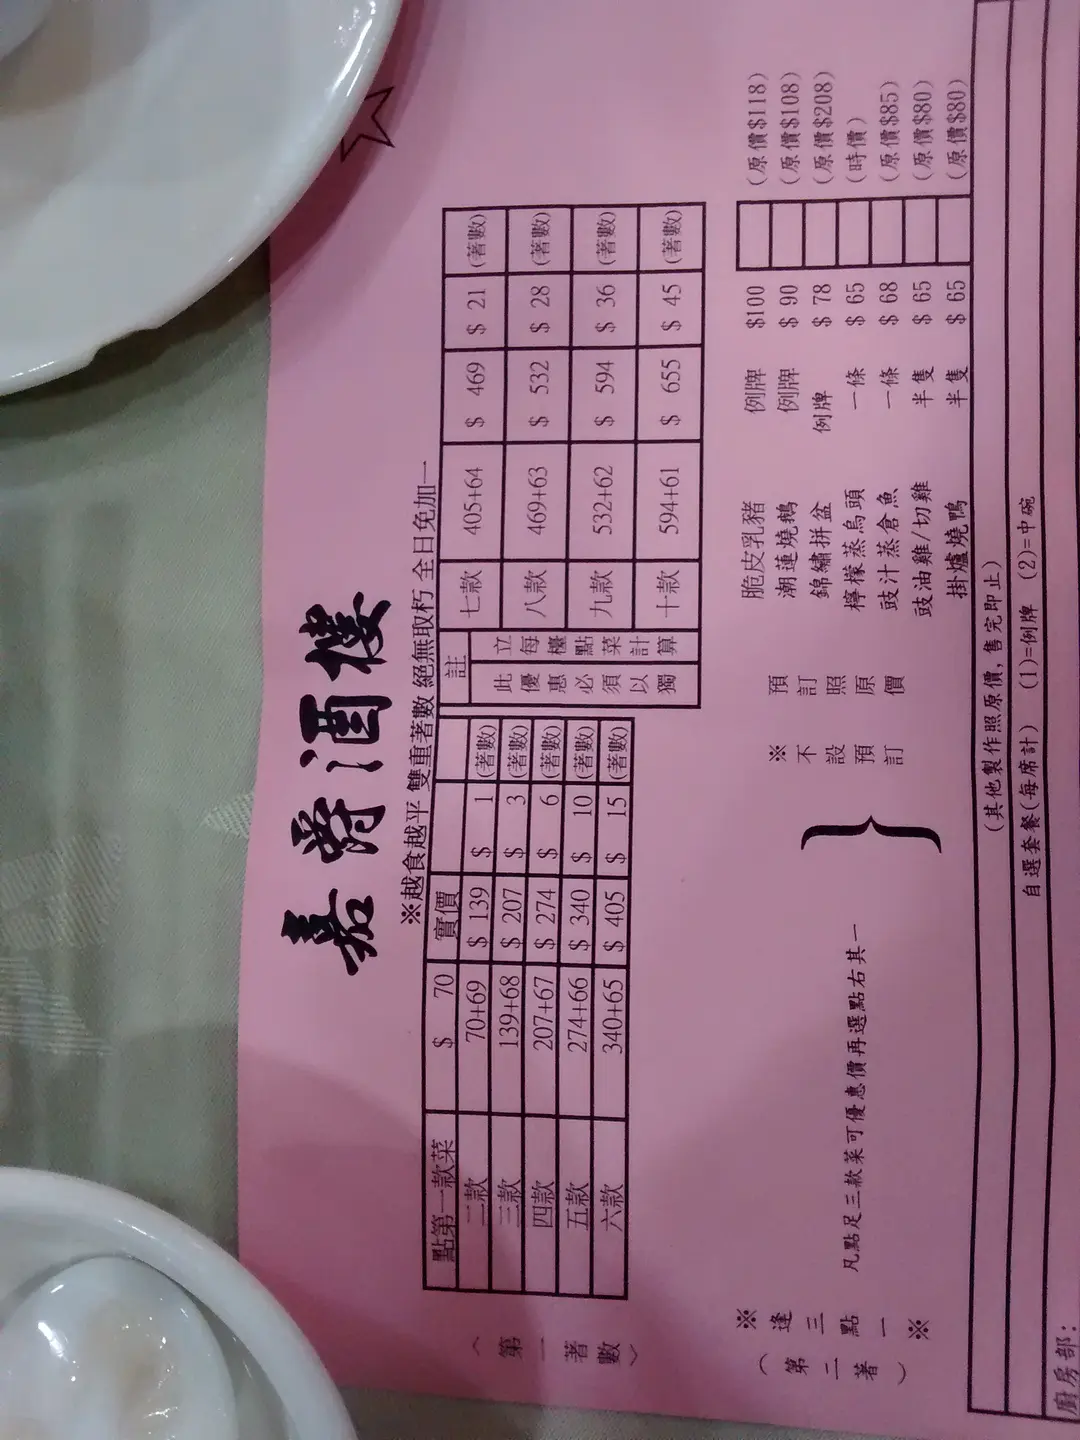 嘉爵酒樓
※越食越平 雙重著數 絕無取朽 全日免加一
點第一款菜 $ 70 實價
二款 70+69 $ 139 $ 1 (著數)
三款 139+68 $ 207 $ 3 (著數)
四款 207+67 $ 274 $ 6 (著數)
五款 274+66 $ 340 $ 10 (著數)
六款 340+65 $ 405 $ 15 (著數)
註
此優惠必須以獨
立每檯點菜計算
七款 405+64 $ 469 $ 21 (著數)
八款 469+63 $ 532 $ 28 (著數)
九款 532+62 $ 594 $ 36 (著數)
十款 594+61 $ 655 $ 45 (著數)
〈第一著數〉
※逢三點一※
(第二著)
凡點足三款菜可優惠價再選點右其一
※不設預訂
預訂照原價
脆皮乳豬 例牌 $100 (原價$118)
潮蓮燒鵝 例牌 $ 90 (原價$108)
錦繡拼盆 例牌 $ 78 (原價$208)
檸檬蒸烏頭 一條 $ 65 (時價)
豉汁蒸倉魚 一條 $ 68 (原價$85)
豉油雞/切雞 半隻 $ 65 (原價$80)
掛爐燒鴨 半隻 $ 65 (原價$80)
(其他製作照原價,售完即止)
自選套餐(每席計) (1)=例牌 (2)=中碗
廚房部: